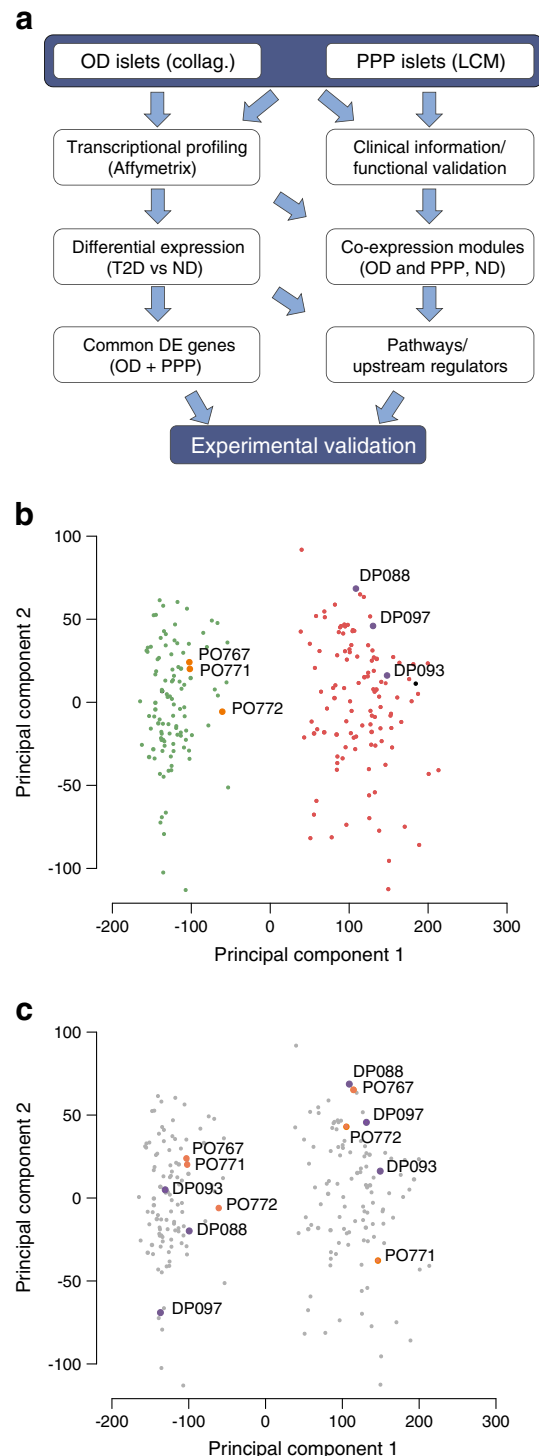 a
OD islets (collag.)
PPP islets (LCM)
Transcriptional profiling
(Affymetrix)
Clinical information/
functional validation
Differential expression
(T2D vs ND)
Co-expression modules
(OD and PPP, ND)
Common DE genes
(OD + PPP)
Pathways/
upstream regulators
Experimental validation
b
100
50
0
-50
-100
Principal component 2
DP088
DP097
DP093
PO767
PO771
PO772
-200
-100
0
100
200
300
Principal component 1
c
100
50
0
-50
-100
Principal component 2
DP088
PO767
DP097
PO772
DP093
PO771
PO767
PO771
DP093
PO772
DP088
DP097
-200
-100
0
100
200
300
Principal component 1